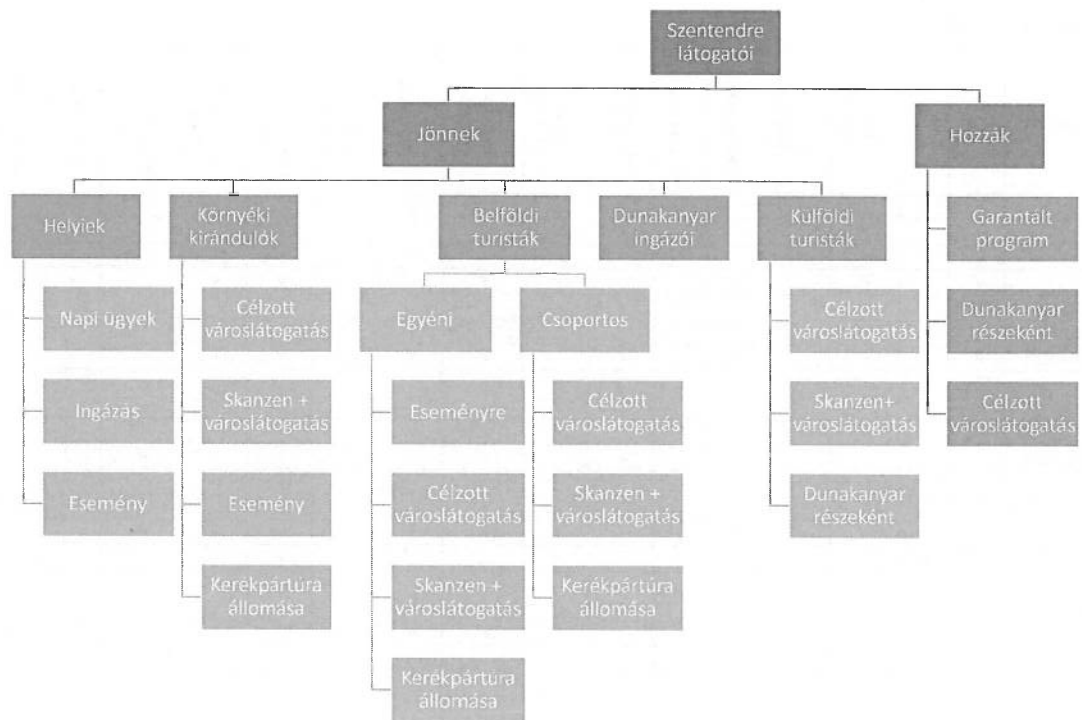 Szentendre
látogatói
Jönnek
Hozzák
Helyiek
Környéki
kirándulók
Belföldi
turisták
Dunakanyar
ingázói
Külföldi
turisták
Garantált
program
Napi ügyek
Ingázás
Esemény
Célzott
városlátogatás
Skanzen +
városlátogatás
Esemény
Kerékpártúra
állomása
Egyéni
Eseményre
Célzott
városlátogatás
Skanzen +
városlátogatás
Kerékpártúra
állomása
Csoportos
Célzott
városlátogatás
Skanzen +
városlátogatás
Kerékpártúra
állomása
Célzott
városlátogatás
Skanzen+
városlátogatás
Dunakanyar
részeként
Dunakanyar
részeként
Célzott
városlátogatás